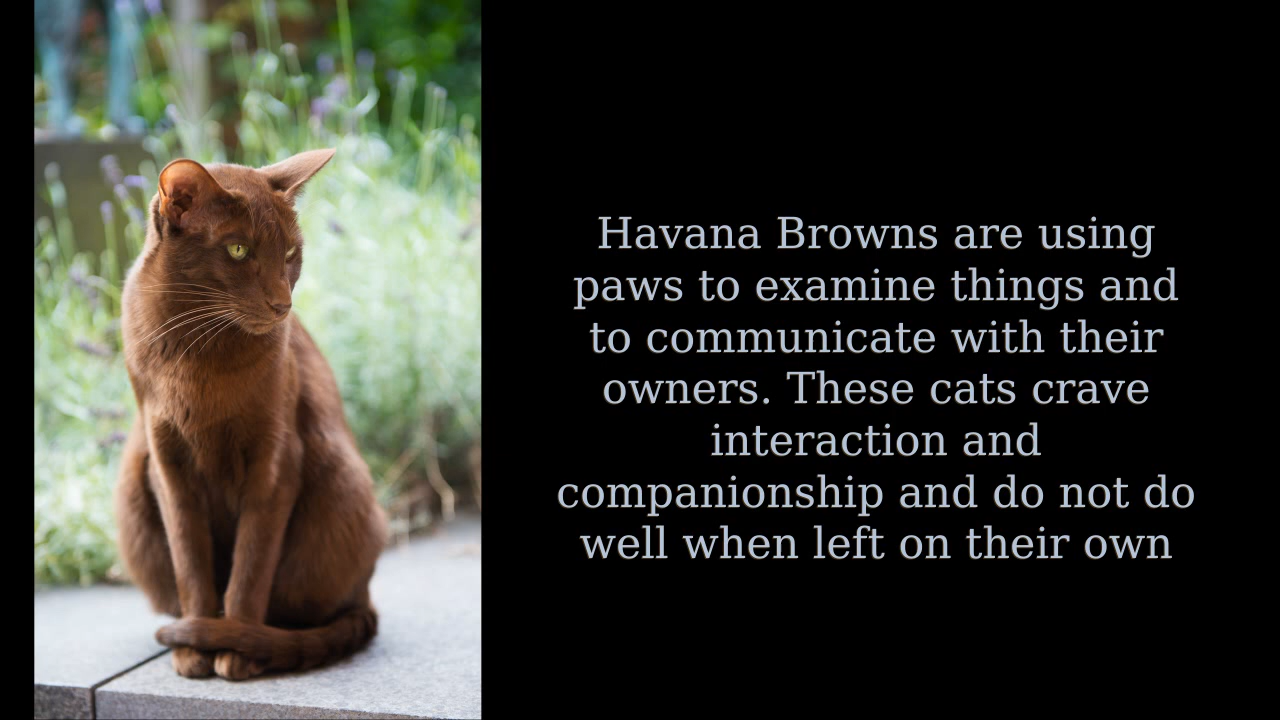 Havana Browns are using
paws to examine things and
to communicate with their
owners. These cats crave
interaction and
companionship and do not do
well when left on their own